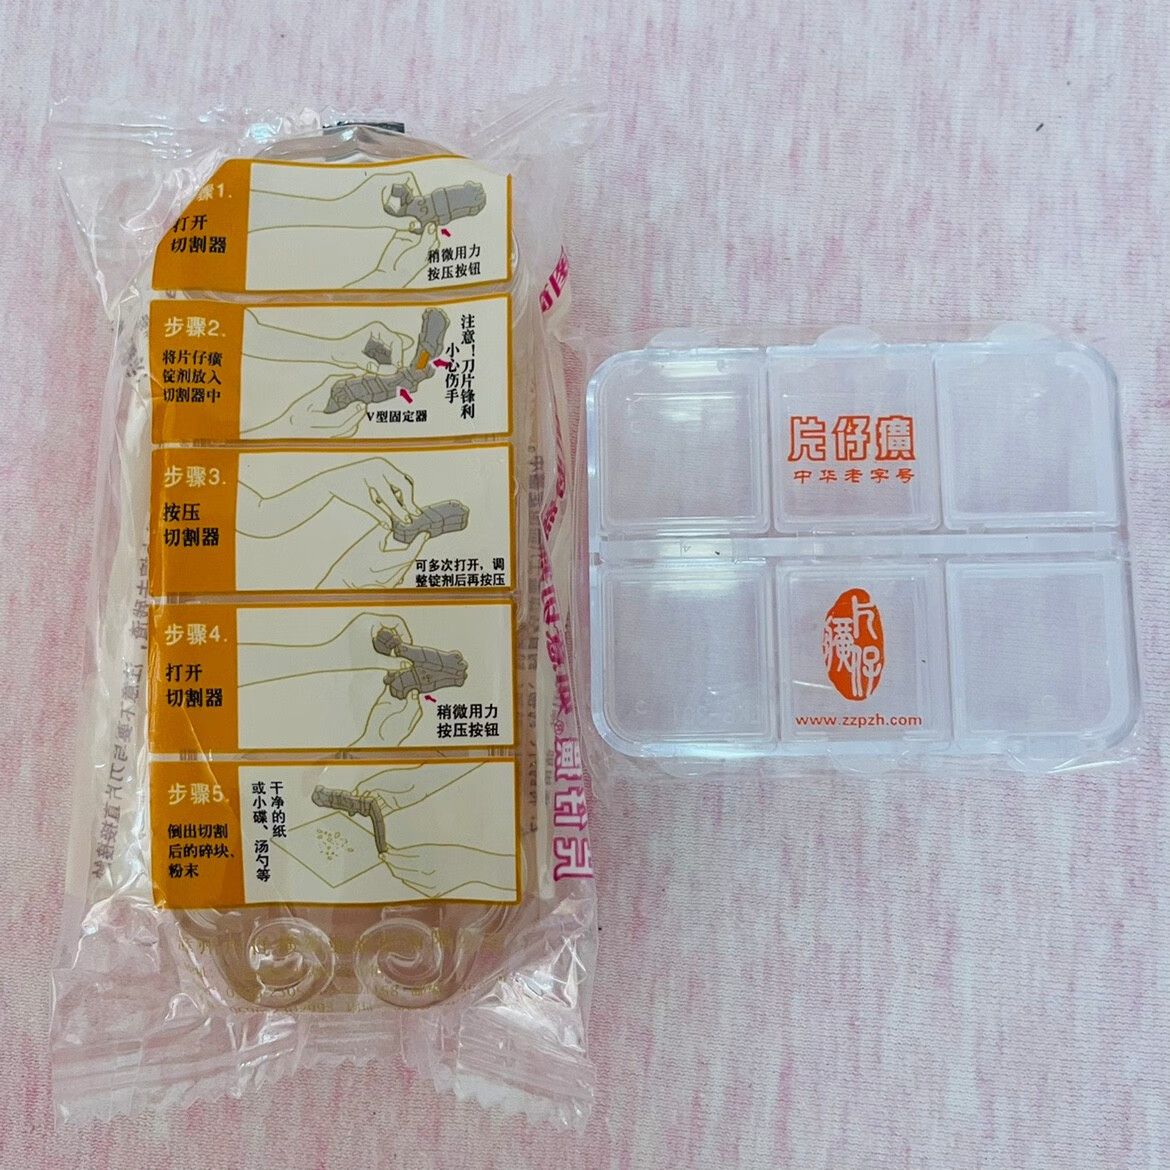 骤1.
打开
切割器
稍微用力
按压按钮
步骤2.
将片仔癀
锭剂放入
切割器中
注意！刀片锋利
小心伤手
V型固定器
步骤3.
按压
切割器
可多次打开，调
整锭剂后再按压
步骤4.
打开
切割器
稍微用力
按压按钮
步骤5.
倒出切割
后的碎块、
粉末
干净的纸
或小碟、汤勺等
片仔癀
中华老字号
片仔癀
www.zzpzh.com